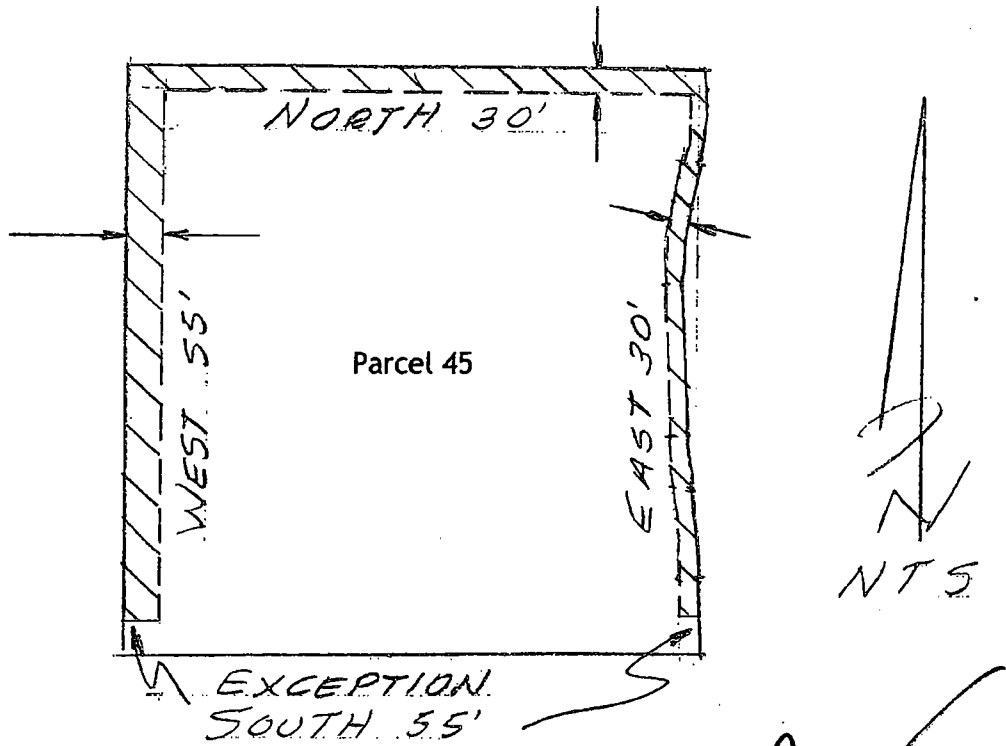 NORTH 30'
WEST 55'
Parcel 45
EAST 30'
N
NTS
EXCEPTION
SOUTH 55'